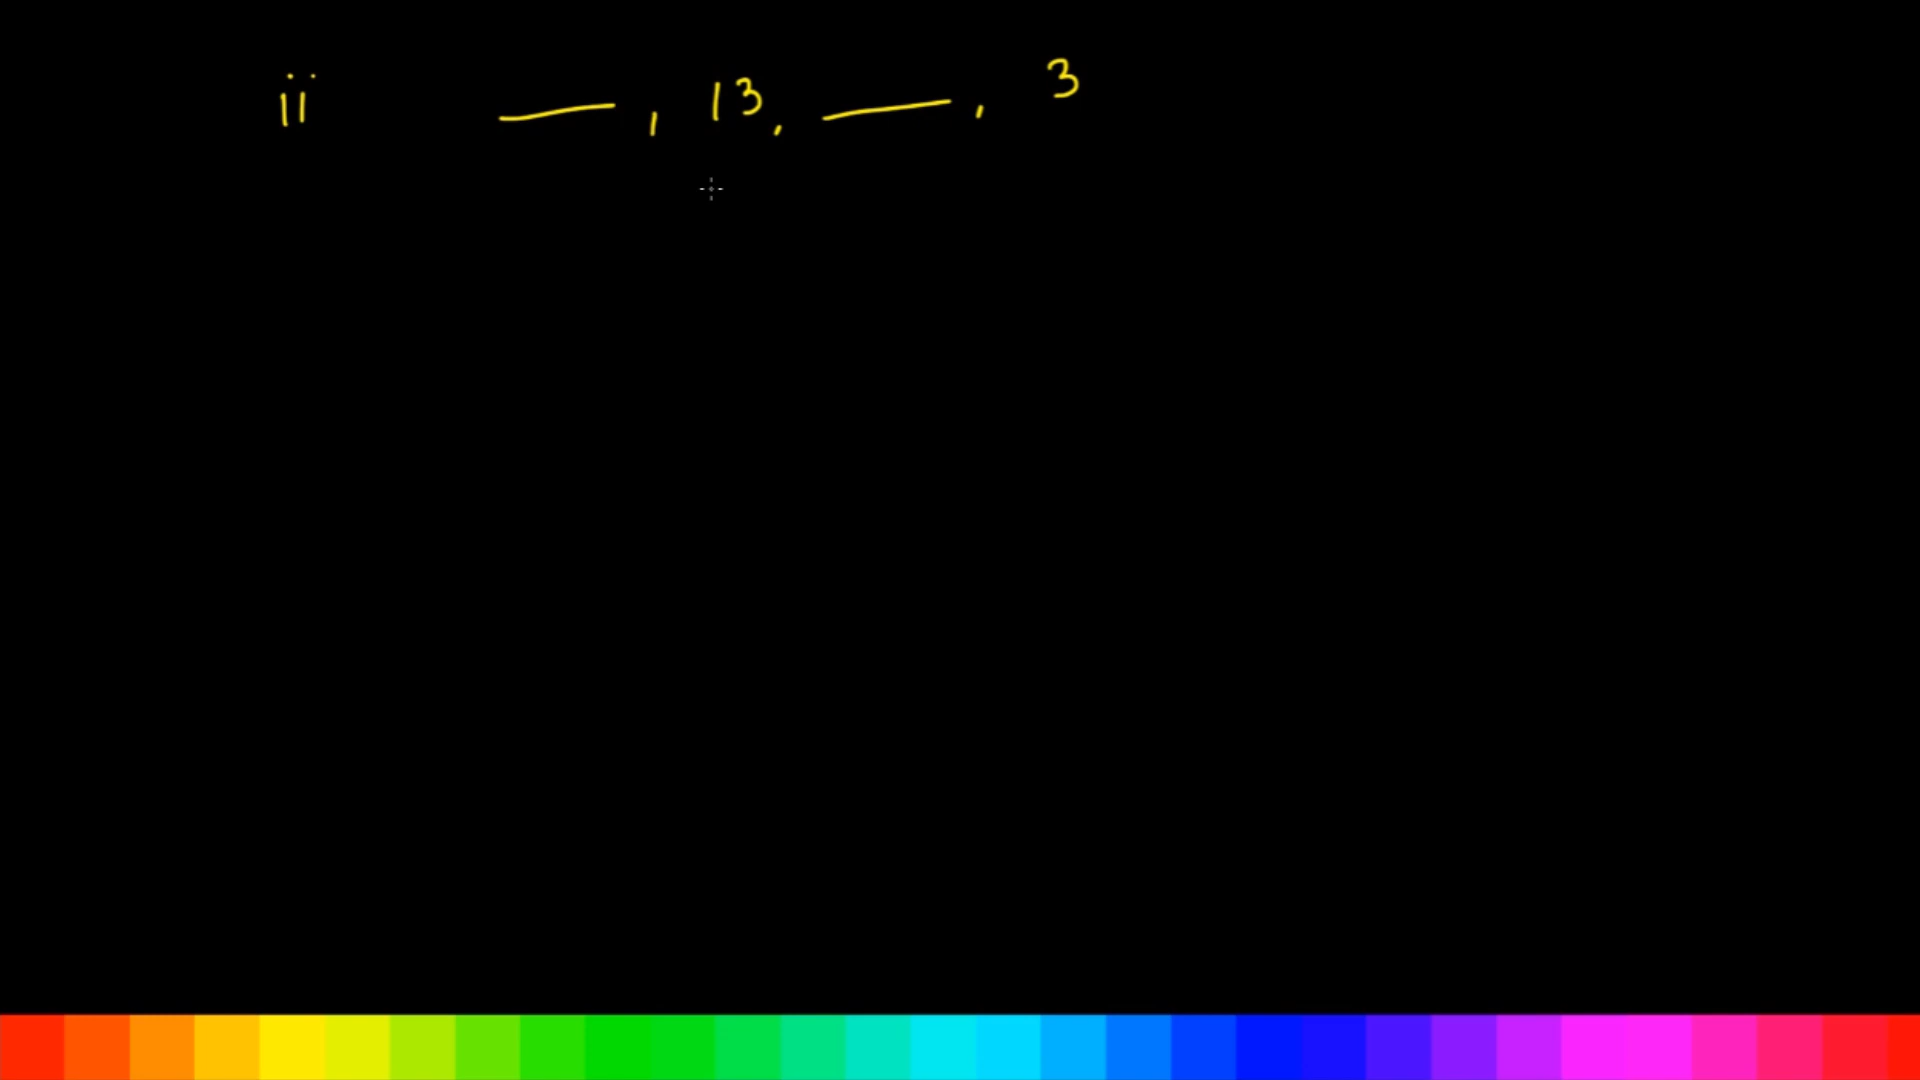 ii ___, 13, ___, 3